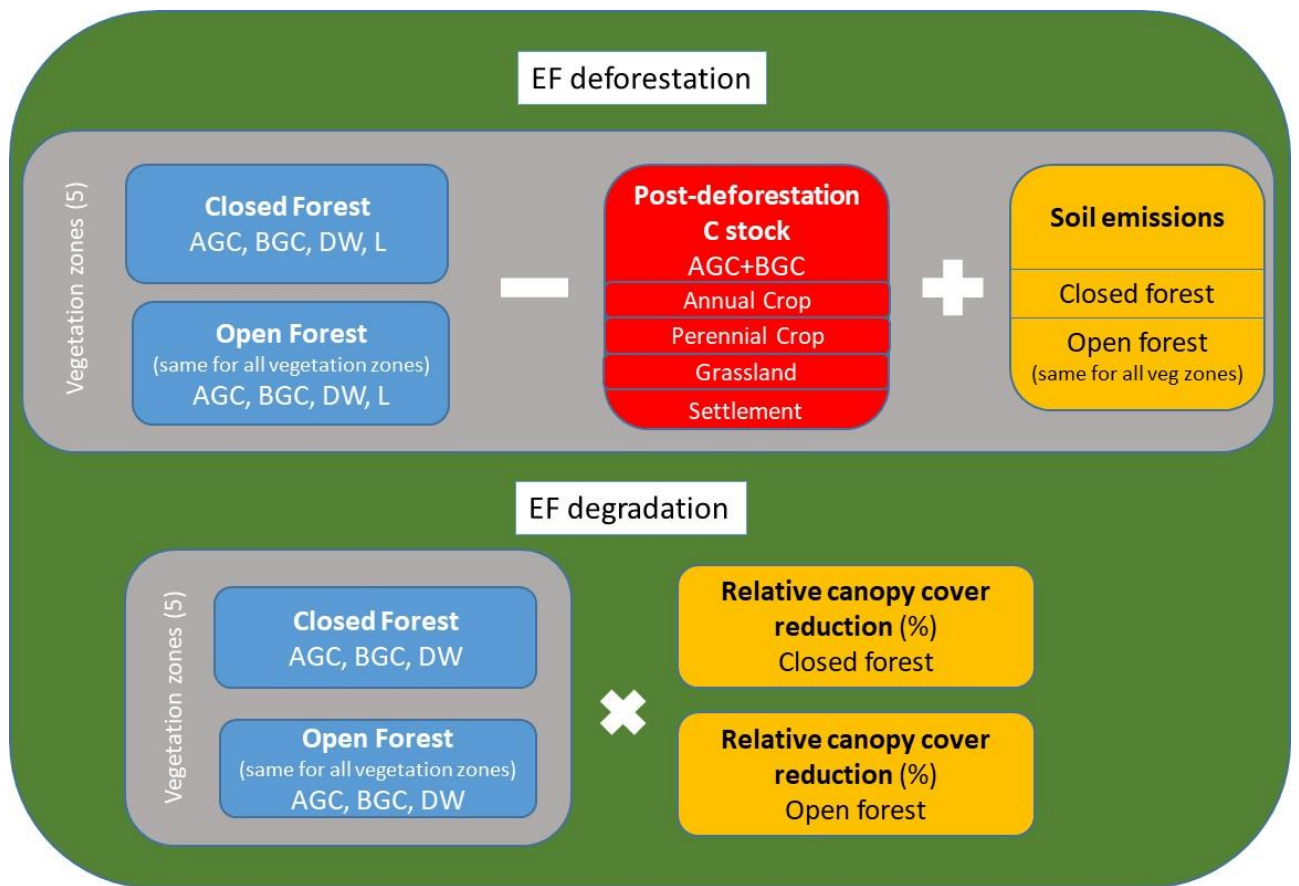 EF deforestation
Vegetation zones (5)
Closed Forest
AGC, BGC, DW, L
Open Forest
(same for all vegetation zones)
AGC, BGC, DW, L
Post-deforestation
C stock
AGC+BGC
Annual Crop
Perennial Crop
Grassland
Settlement
Soil emissions
Closed forest
Open forest
(same for all veg zones)
EF degradation
Vegetation zones (5)
Closed Forest
AGC, BGC, DW
Open Forest
(same for all vegetation zones)
AGC, BGC, DW
Relative canopy cover
reduction (%)
Closed forest
Relative canopy cover
reduction (%)
Open forest